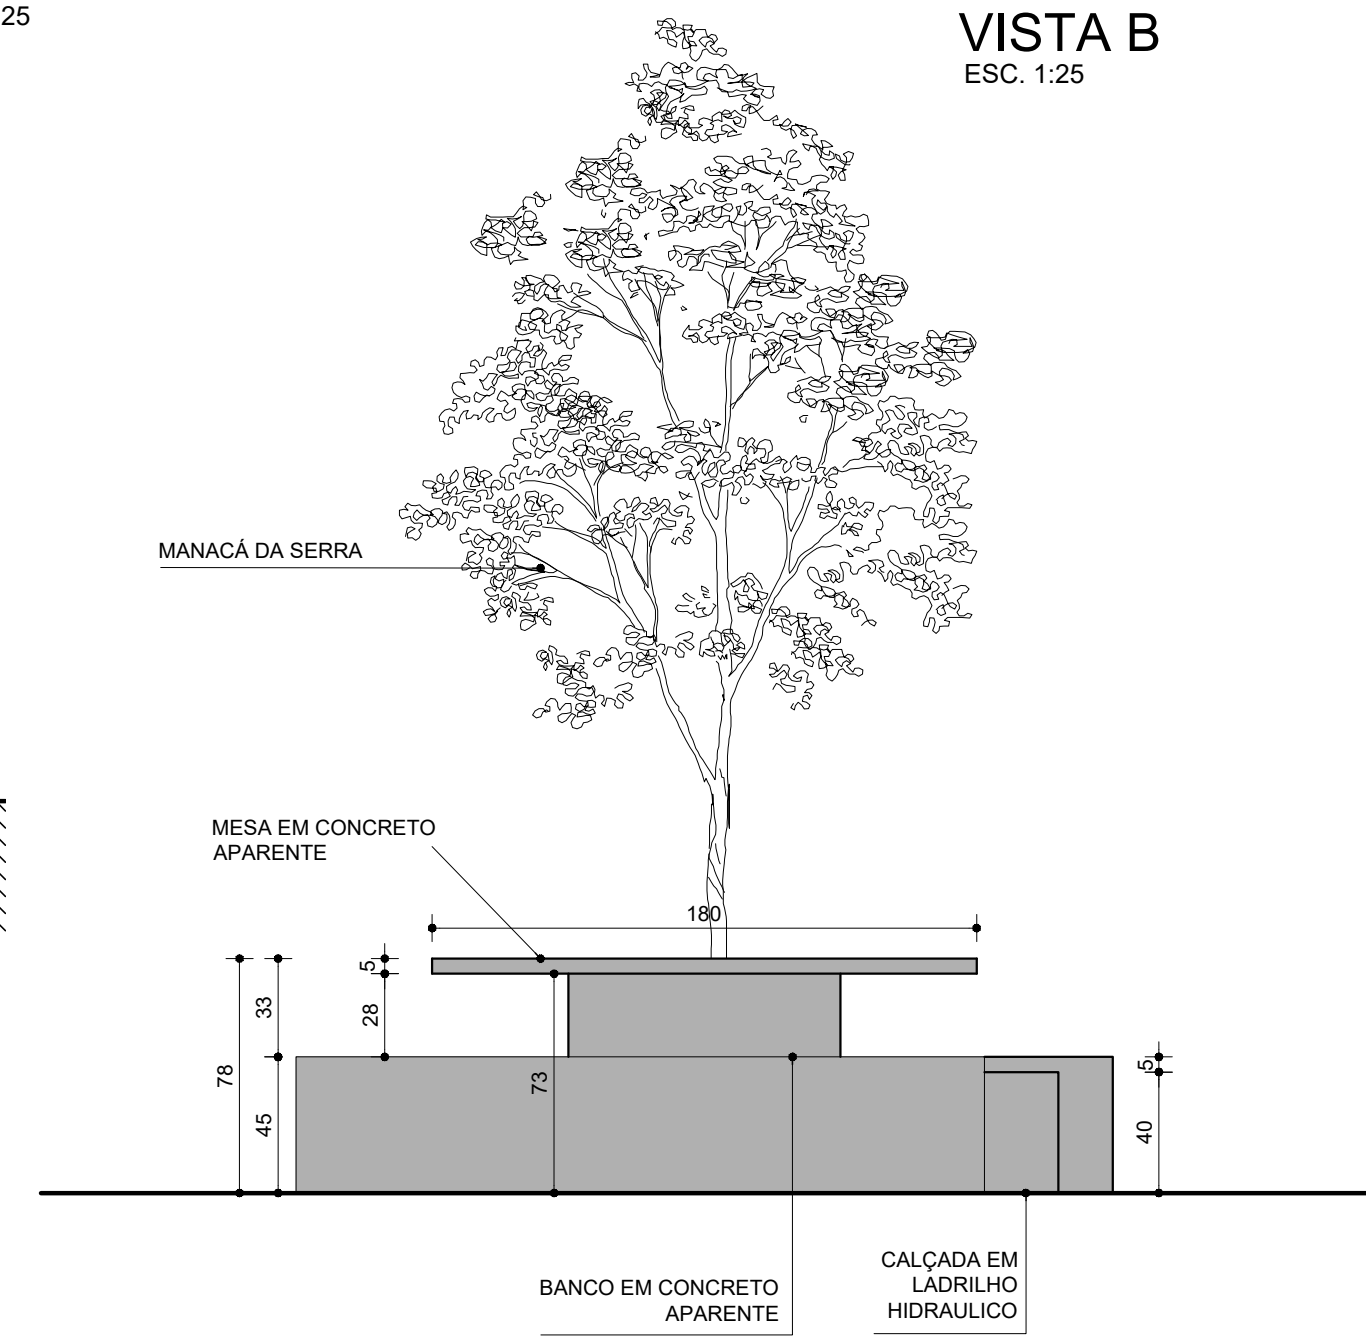 25
VISTA B
ESC. 1:25
MANACÁ DA SERRA
MESA EM CONCRETO
APARENTE
180
5
33
28
78
73
45
5
40
BANCO EM CONCRETO
APARENTE
CALÇADA EM
LADRILHO
HIDRAULICO